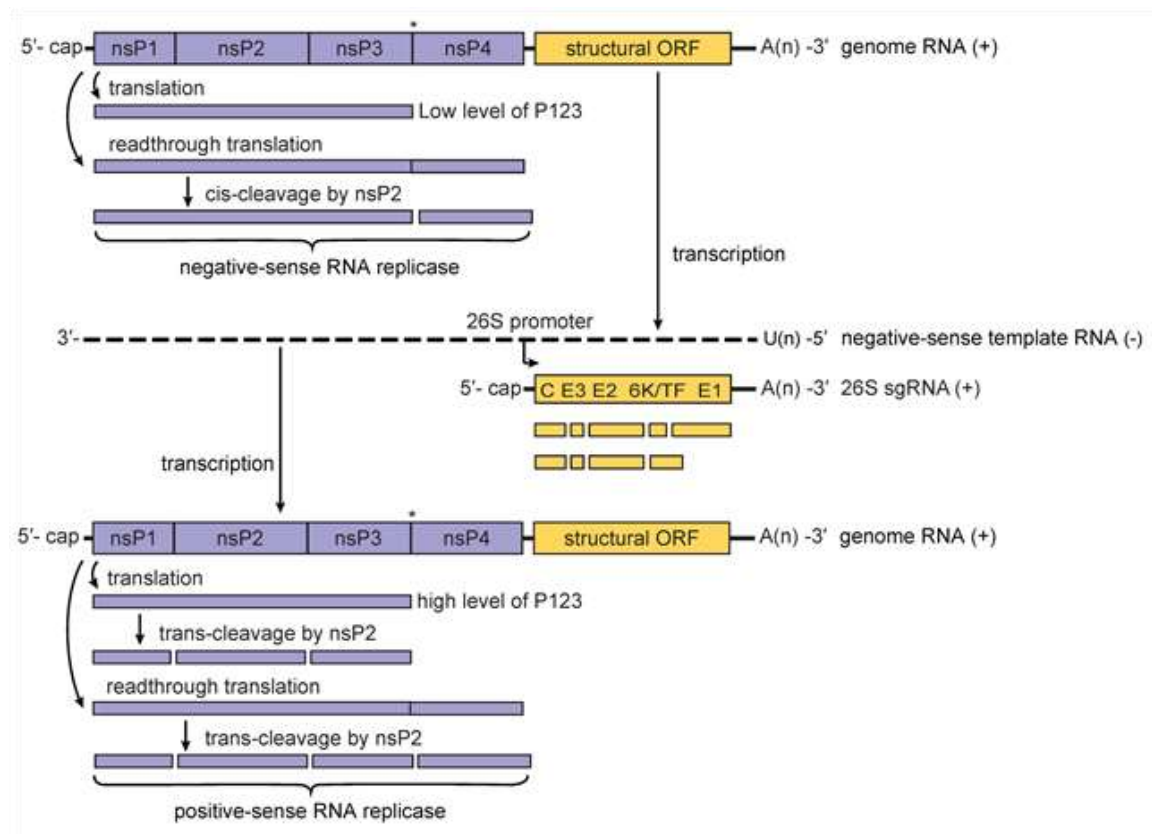 *
5′- cap nsP1 nsP2 nsP3 nsP4 structural ORF A(n) -3′ genome RNA (+)
translation
Low level of P123
readthrough translation
cis-cleavage by nsP2
negative-sense RNA replicase
transcription
26S promoter
3′- U(n) -5′ negative-sense template RNA (-)
5′- cap C E3 E2 6K/TF E1 A(n) -3′ 26S sgRNA (+)
transcription
*
5′- cap nsP1 nsP2 nsP3 nsP4 structural ORF A(n) -3′ genome RNA (+)
translation
high level of P123
trans-cleavage by nsP2
readthrough translation
trans-cleavage by nsP2
positive-sense RNA replicase